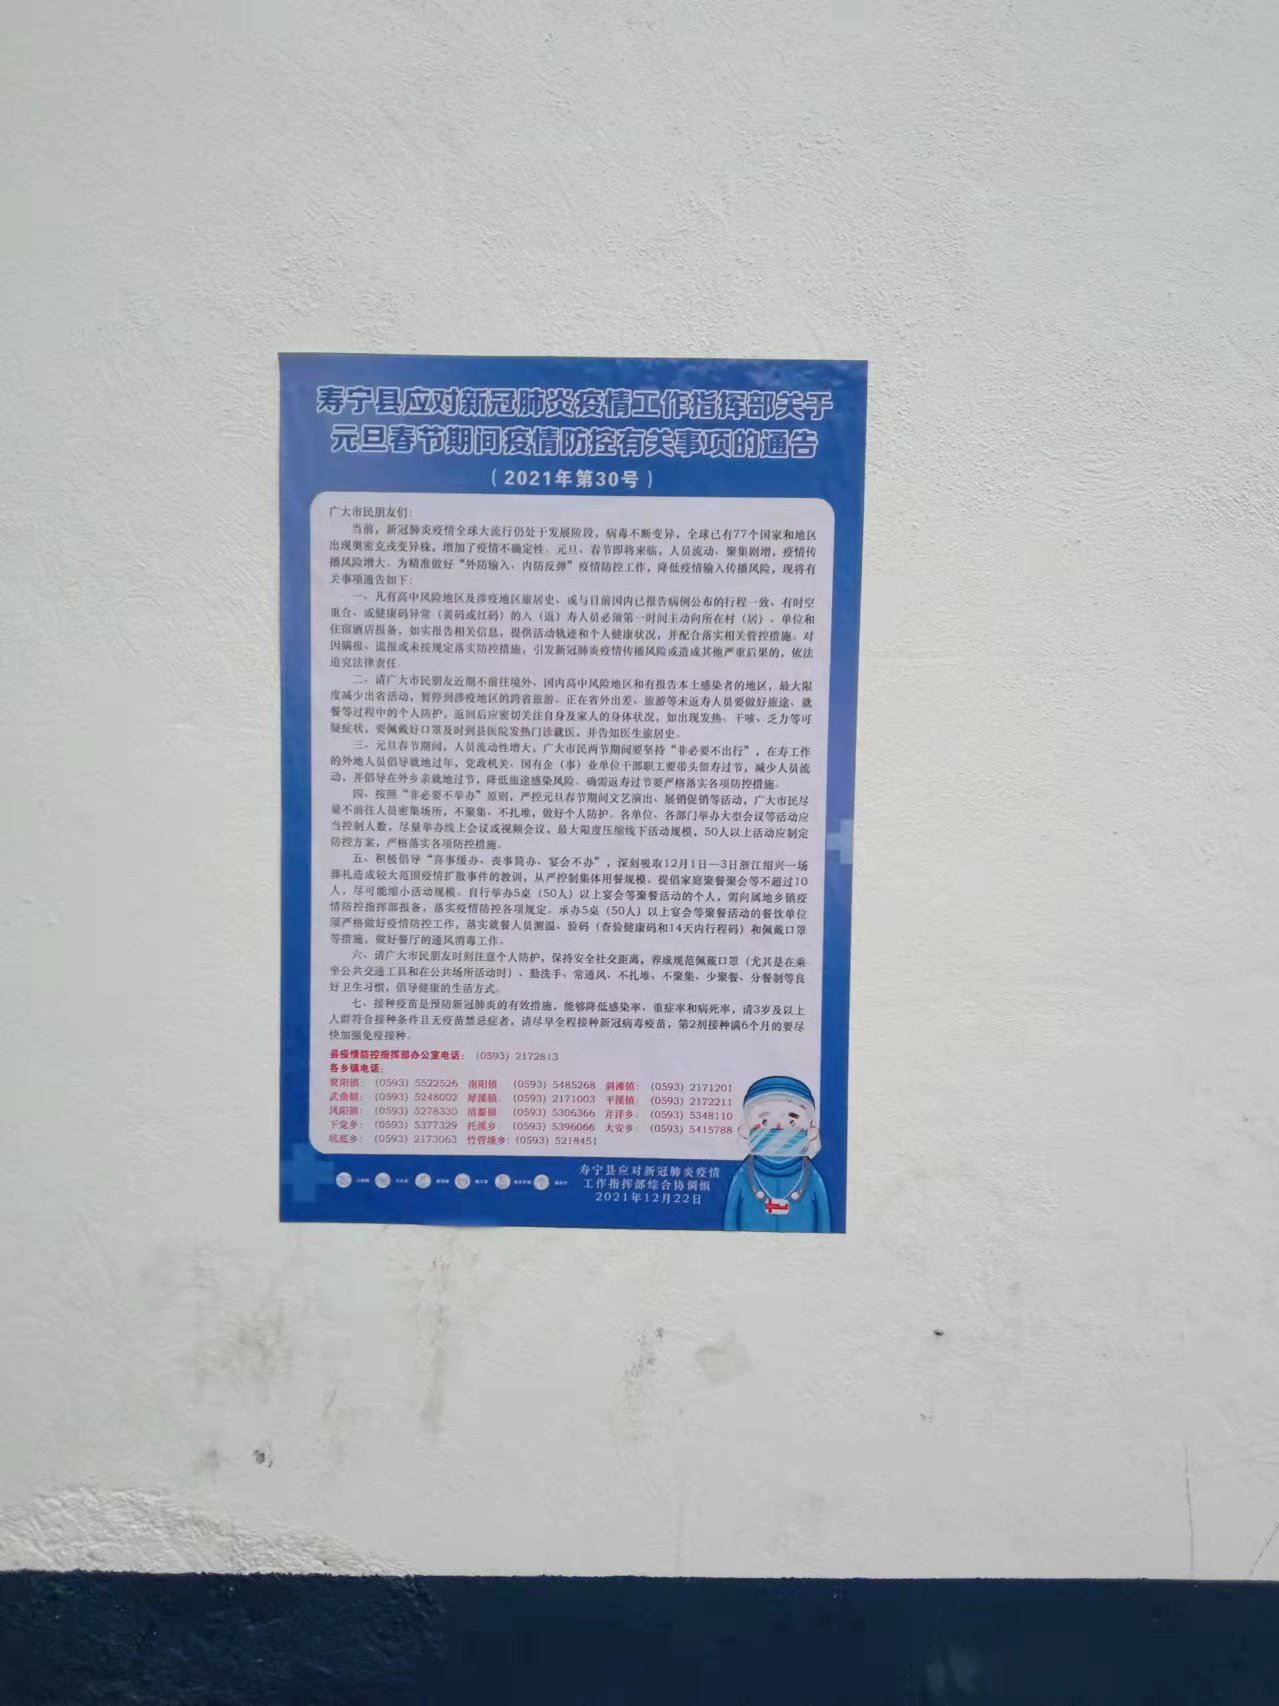 寿宁县应对新冠肺炎疫情工作指挥部关于
元旦春节期间疫情防控有关事项的通告
（2021年第30号）
广大市民朋友们：
当前，新冠肺炎疫情全球大流行仍处于发展阶段，病毒不断变异，全球已有77个国家和地区
出现奥密克戎变异株，增加了疫情不确定性。元旦、春节即将来临，人员流动、聚集剧增，疫情传
播风险增大。为精准做好“外防输入、内防反弹”疫情防控工作，降低疫情输入传播风险，现将有
关事项通告如下：
一、凡有高中风险地区及涉疫地区旅居史、或与目前国内已报告病例公布的行程一致、有时空
重合、或健康码异常（黄码或红码）的入（返）寿人员必须第一时间主动向所在村（居）、单位和
住宿酒店报备，如实报告相关信息，提供活动轨迹和个人健康状况，并配合落实相关管控措施。对
因瞒报、谎报或未按规定落实防控措施，引发新冠肺炎疫情传播风险或造成其他严重后果的，依法
追究法律责任。
二、请广大市民朋友近期不前往境外、国内高中风险地区和有报告本土感染者的地区，最大限
度减少出省活动，暂停到涉疫地区的跨省旅游。正在省外出差、旅游等未返寿人员要做好旅途、就
餐等过程中的个人防护，返回后应密切关注自身及家人的身体状况，如出现发热、干咳、乏力等可
疑症状，要佩戴好口罩及时到县医院发热门诊就医，并告知医生旅居史。
三、元旦春节期间，人员流动性增大，广大市民两节期间要坚持“非必要不出行”，在寿工作
的外地人员倡导就地过年，党政机关、国有企（事）业单位干部职工要带头留寿过节，减少人员流
动，并倡导在外乡亲就地过节，降低旅途感染风险。确需返寿过节要严格落实各项防控措施。
四、按照“非必要不举办”原则，严控元旦春节期间文艺演出、展销促销等活动，广大市民尽
量不前往人员密集场所，不聚集、不扎堆，做好个人防护。各单位、各部门举办大型会议等活动应
当控制人数，尽量举办线上会议或视频会议，最大限度压缩线下活动规模，50人以上活动应制定
防控方案，严格落实各项防控措施。
五、积极倡导“喜事缓办、丧事简办、宴会不办”，深刻吸取12月1日—3日浙江绍兴一场
葬礼造成较大范围疫情扩散事件的教训，从严控制集体用餐规模。提倡家庭聚餐聚会等不超过10
人，尽可能缩小活动规模。自行举办5桌（50人）以上宴会等聚餐活动的个人，需向属地乡镇疫
情防控指挥部报备，落实疫情防控各项规定。承办5桌（50人）以上宴会等聚餐活动的餐饮单位
须严格做好疫情防控工作，落实就餐人员测温、验码（查验健康码和14天内行程码）和佩戴口罩
等措施，做好餐厅的通风消毒工作。
六、请广大市民朋友时刻注意个人防护，保持安全社交距离，养成规范佩戴口罩（尤其是在乘
坐公共交通工具和在公共场所活动时）、勤洗手、常通风、不扎堆、不聚集、少聚餐、分餐制等良
好卫生习惯，倡导健康的生活方式。
七、接种疫苗是预防新冠肺炎的有效措施，能够降低感染率、重症率和病死率，请3岁及以上
人群符合接种条件且无疫苗禁忌症者，请尽早全程接种新冠病毒疫苗，第2剂接种满6个月的要尽
快加强免疫接种。
县疫情防控指挥部办公室电话：（0593）2172813
各乡镇电话：
鳌阳镇：（0593）5522526 南阳镇：（0593）5485268 斜滩镇：（0593）2171201
武曲镇：（0593）5248002 犀溪镇：（0593）2171003 平溪镇：（0593）2172211
凤阳镇：（0593）5278330 清源镇：（0593）5306366 芹洋乡：（0593）5348110
下党乡：（0593）5377329 托溪乡：（0593）5396066 大安乡：（0593）5415788
坑底乡：（0593）2173063 竹管垅乡：（0593）5218451
寿宁县应对新冠肺炎疫情
工作指挥部综合协调组
2021年12月22日